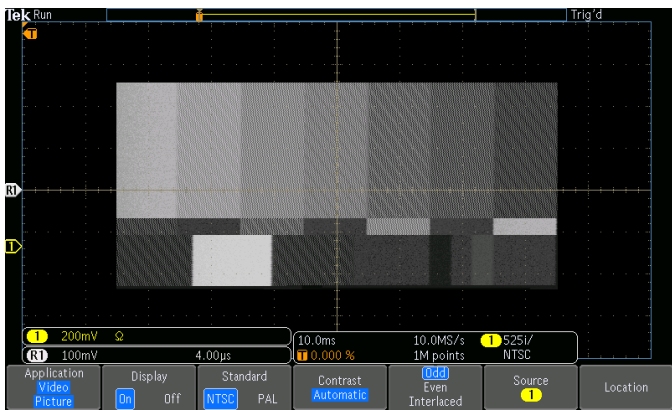 Tek Run
Trig'd
T
R1
1
1 200mV Ω
R1 100mV 4.00μs
10.0ms 10.0MS/s 1 525i/
T 0.000 % 1M points NTSC
Application
Video
Picture
Display
On Off
Standard
NTSC PAL
Contrast
Automatic
Odd
Even
Interlaced
Source
1
Location